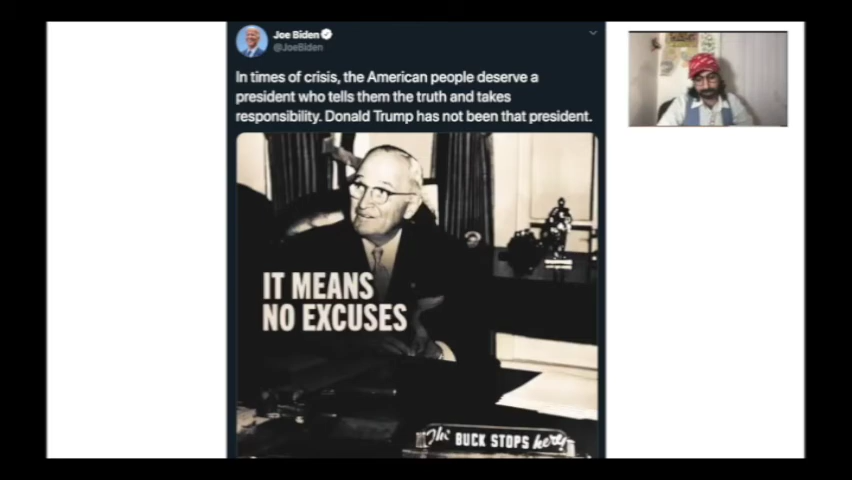 Joe Biden
@JoeBiden
In times of crisis, the American people deserve a
president who tells them the truth and takes
responsibility. Donald Trump has not been that president.
IT MEANS
NO EXCUSES
The BUCK STOPS here!